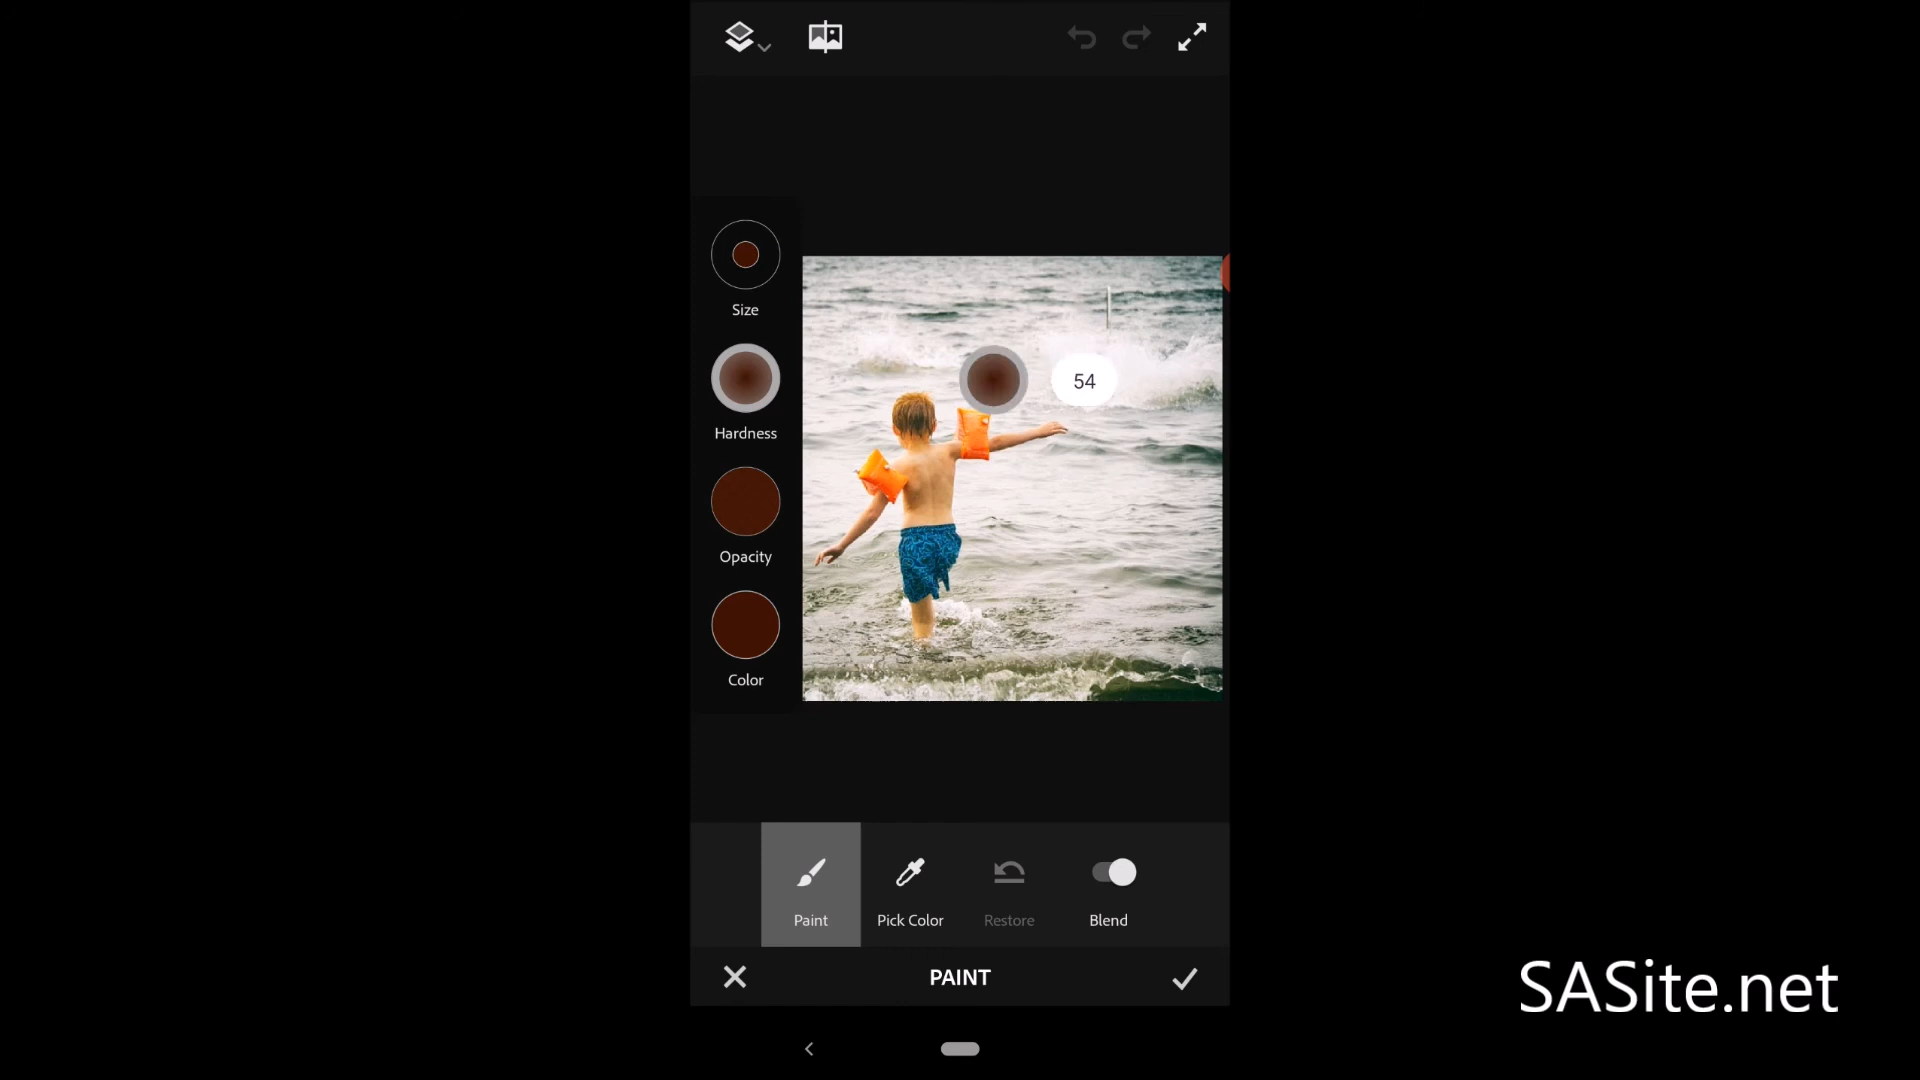 Size
54
Hardness
Opacity
Color
Paint
Pick Color
Restore
Blend
PAINT
SASite.net